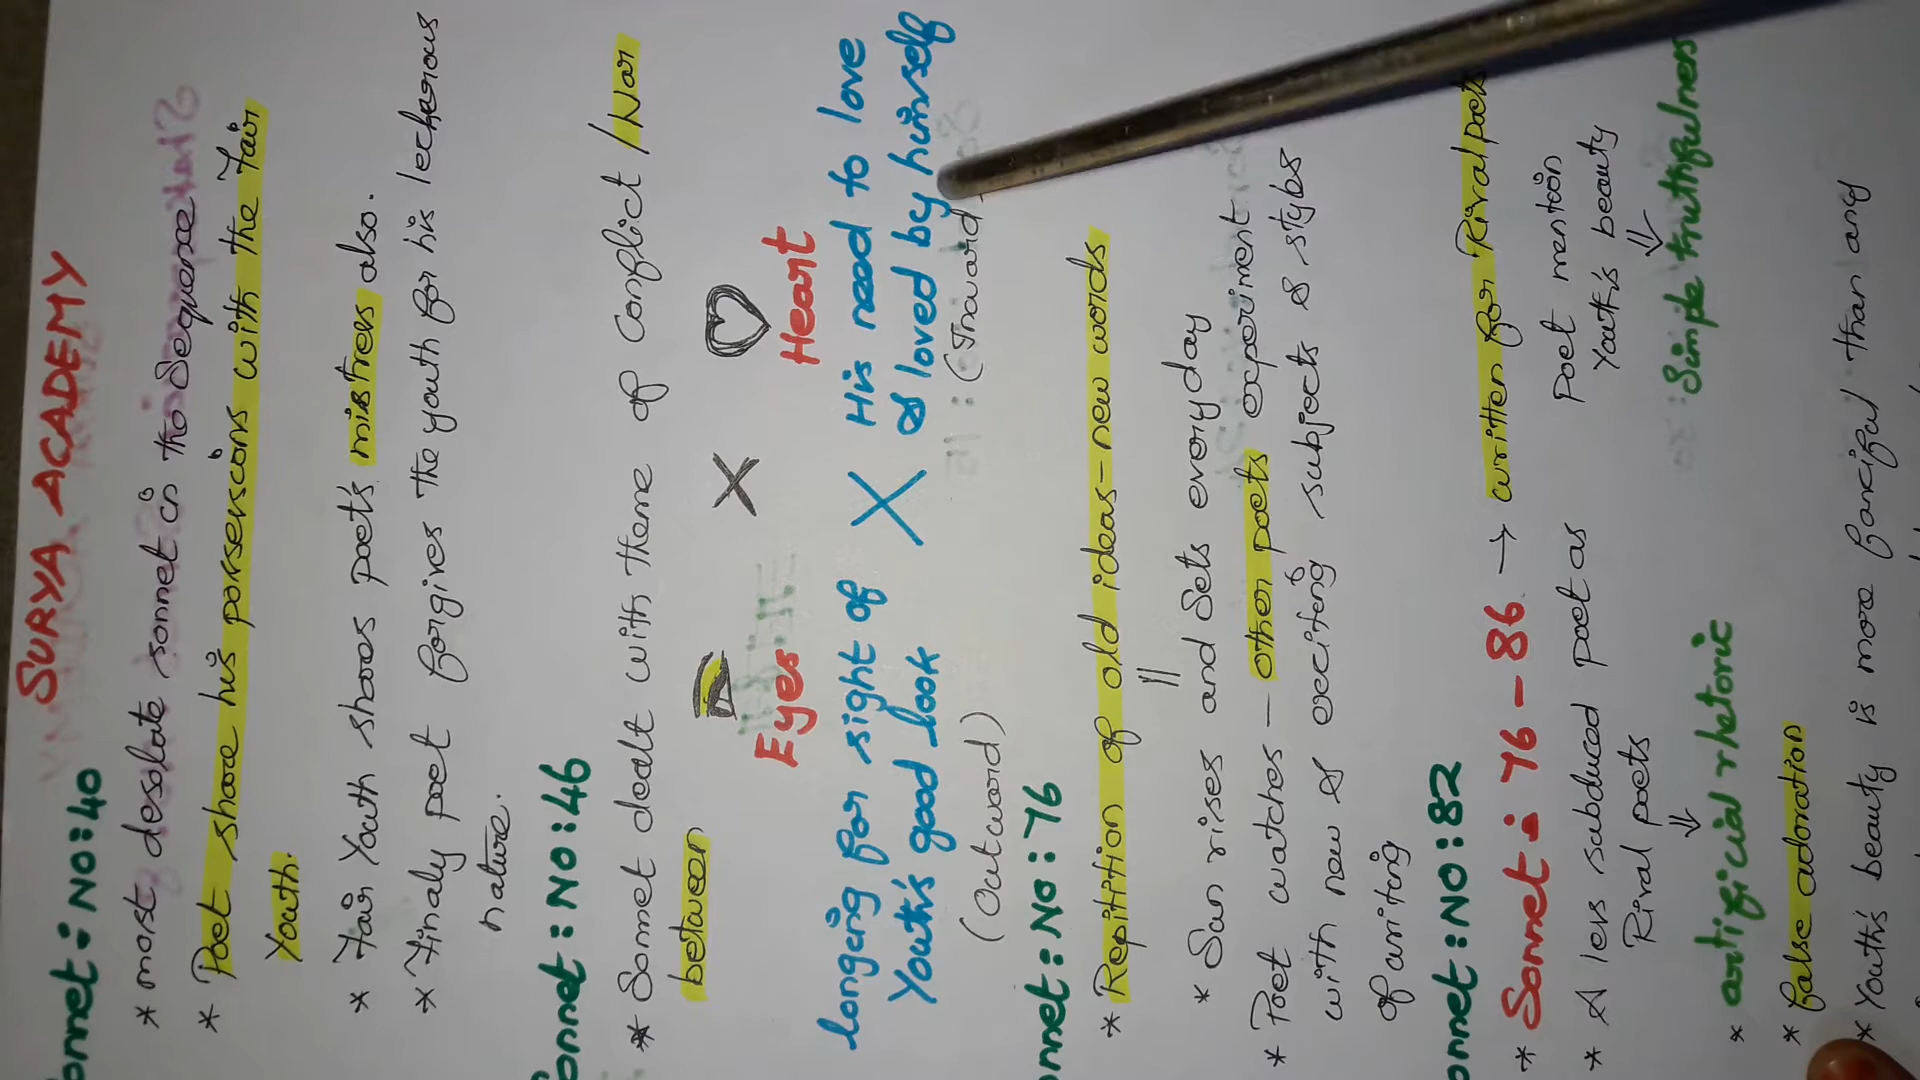 SURYA ACADEMY
onnet: NO:40
* most desolate sonnet in the sequence
* Poet share his possessions with the Fair
Youth.
* Fair Youth shares poet's mistress also.
* Finaly poet forgives the youth for his lecharous
nature.
onnet: NO:46
* Sonnet dealt with theme of Conflict / War
between
Eyes X Heart
longing for sight of X His need to love
Youth's good look & loved by himself
(Outward) (Inward
onnet: No: 76
* Repitition of old ideas - new words
* Sun rises and Sets everyday
* Poet watches - other poets experiment
with new & exciting subjects & styles
of writing
onnet: NO: 82
* Sonnet: 76-86 → written for Rival poets
* A less subdued poet as Poet mention
Rival poets Youth's beauty
* artificial rhetoric : Simple truthfulness
* false adoration
* Youth's beauty is more fanciful than any